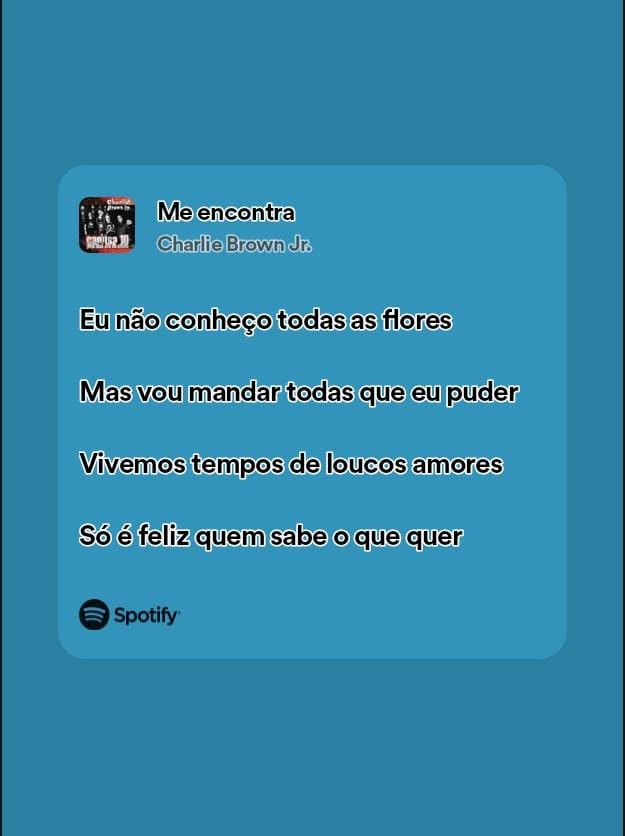 Me encontra
Charlie Brown Jr.
Eu não conheço todas as flores
Mas vou mandar todas que eu puder
Vivemos tempos de loucos amores
Só é feliz quem sabe o que quer
Spotify